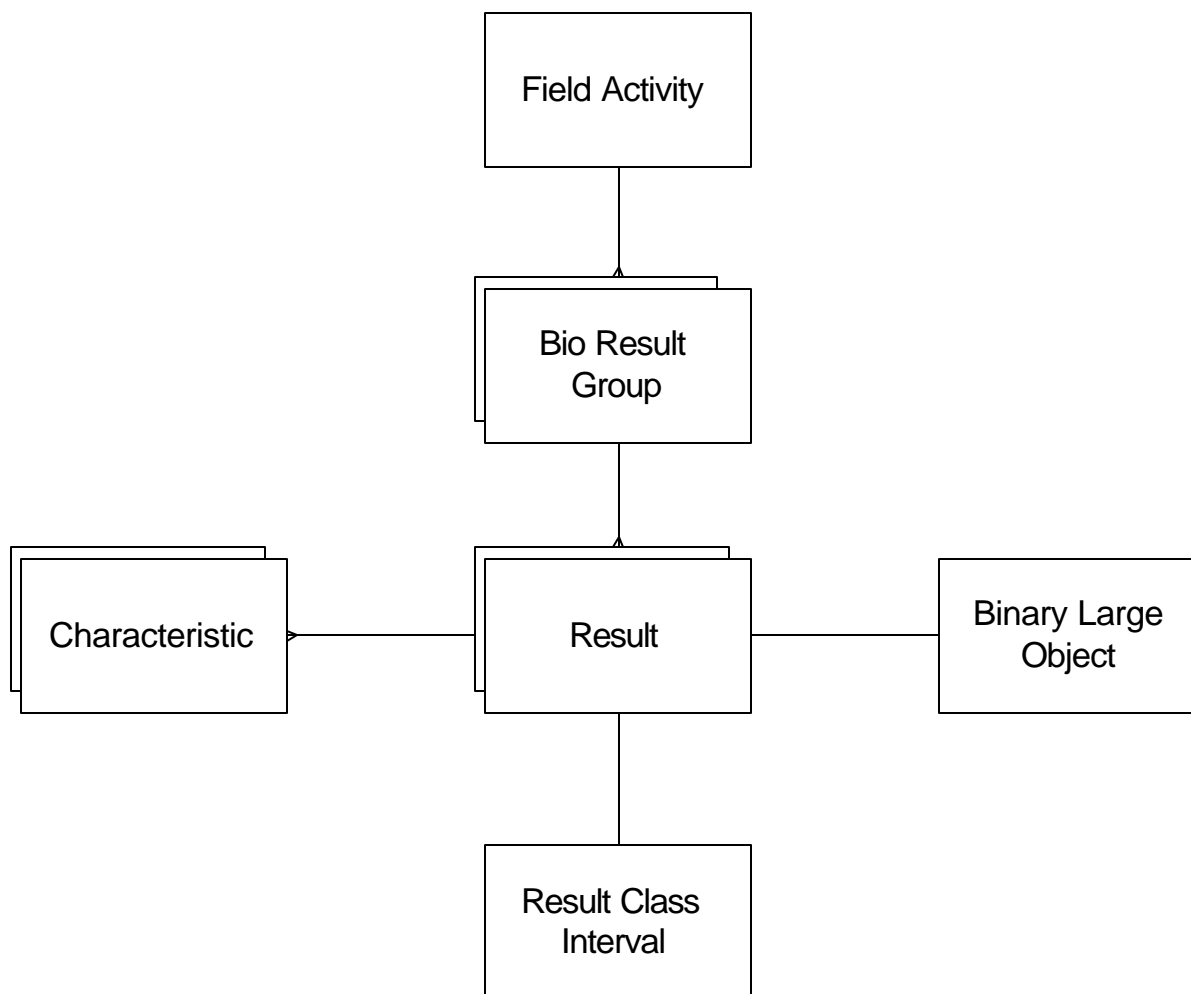 Field Activity
Bio Result
Group
Characteristic
Result
Binary Large
Object
Result Class
Interval